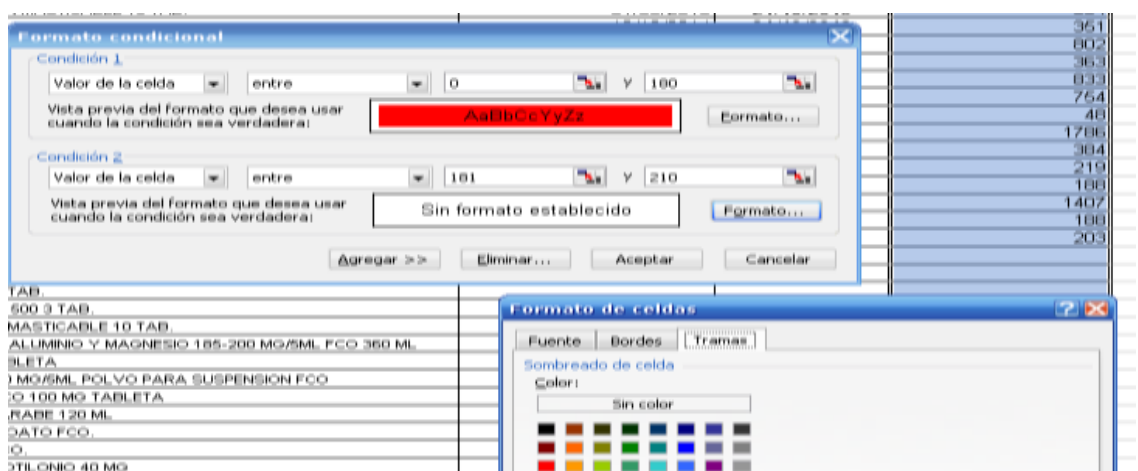 Formato condicional
361
802
363
833
754
48
1786
384
219
188
1407
188
203
Condición 1
Valor de la celda entre 0 Y 180
Vista previa del formato que desea usar
cuando la condición sea verdadera:
AaBbCcYyZz
Formato...
Condición 2
Valor de la celda entre 181 Y 210
Vista previa del formato que desea usar
cuando la condición sea verdadera:
Sin formato establecido
Formato...
Agregar >> Eliminar... Aceptar Cancelar
TAB.
500 3 TAB.
MASTICABLE 10 TAB.
ALUMINIO Y MAGNESIO 185-200 MG/5ML FCO 360 ML
BLETA
MG/5ML POLVO PARA SUSPENSION FCO
CO 100 MG TABLETA
ARABE 120 ML
DATO FCO.
O.
OTILONIO 40 MG
Formato de celdas
Fuente Bordes Tramas
Sombreado de celda
Color:
Sin color